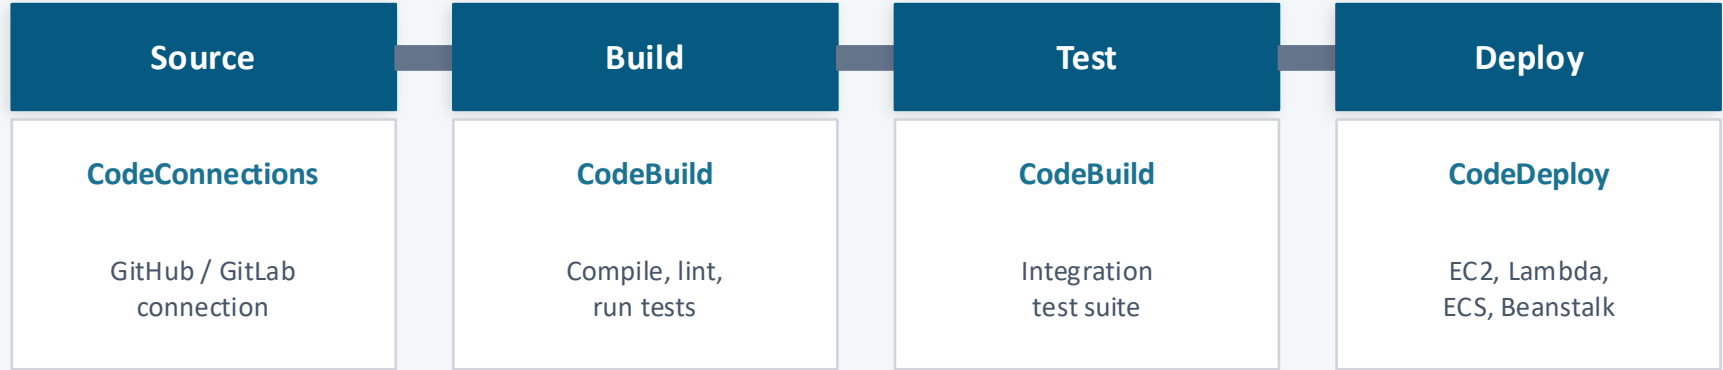 Source
Build
Test
Deploy
CodeConnections
GitHub / GitLab
connection
CodeBuild
Compile, lint,
run tests
CodeBuild
Integration
test suite
CodeDeploy
EC2, Lambda,
ECS, Beanstalk